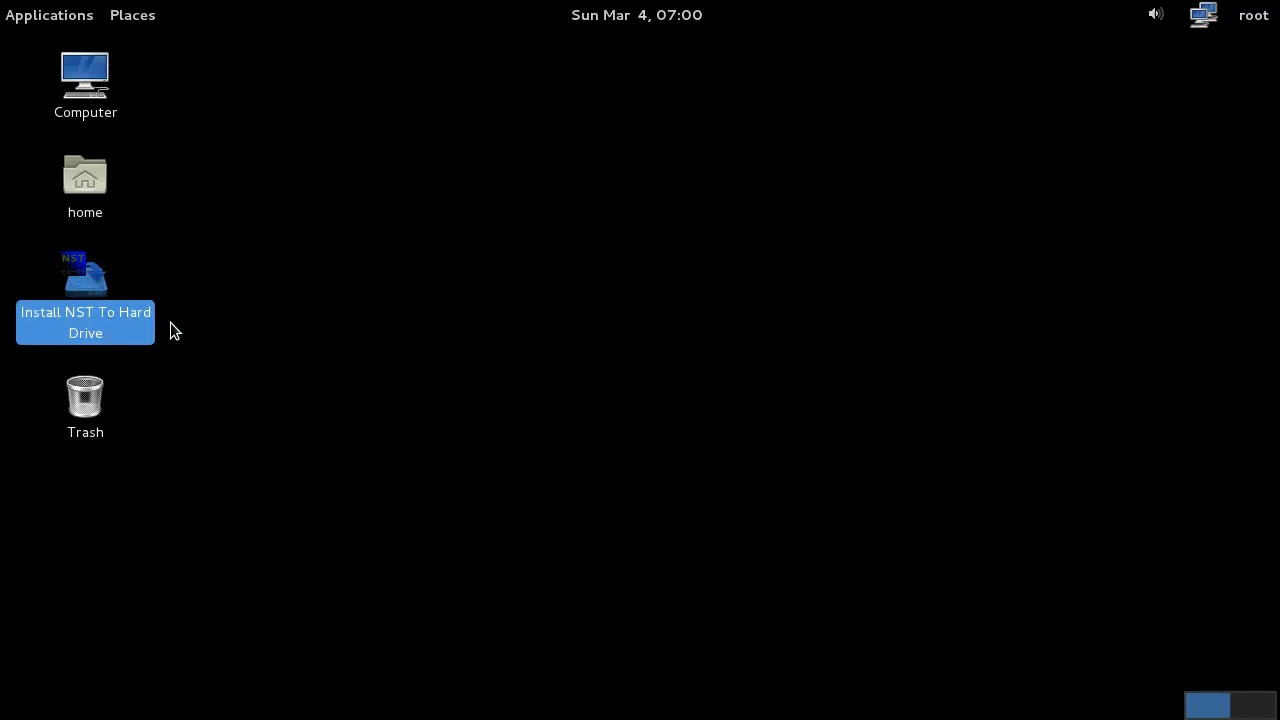 Applications Places Sun Mar 4, 07:00 root
Computer
home
NST
Install NST To Hard
Drive
Trash